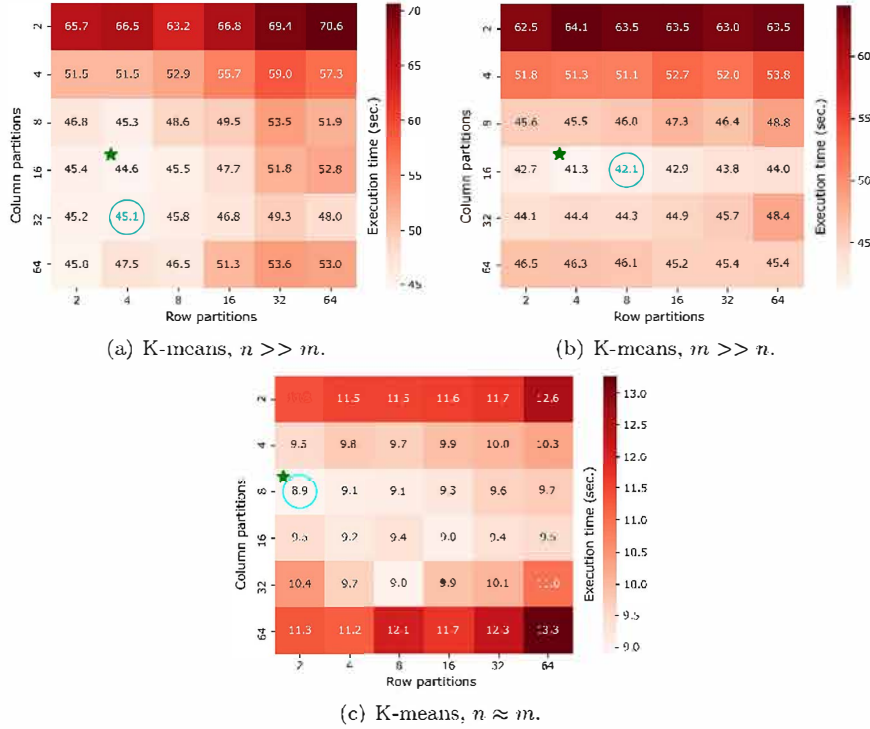 2 65.7 66.5 63.2 66.8 69.4 70.6
4 51.5 51.5 52.9 55.7 59.0 57.3
8 46.8 45.3 48.6 49.5 53.5 51.9
16 45.4 44.6 45.5 47.7 51.8 52.8
32 45.2 45.1 45.8 46.8 49.3 48.0
64 45.8 47.5 46.5 51.3 53.6 53.0
2 4 8 16 32 64
Row partitions
Column partitions
70
65
60
55
50
45
Execution time (sec.)
(a) K-means, n >> m.
2 62.5 64.1 63.5 63.5 63.0 63.5
4 51.8 51.3 51.1 52.7 52.0 53.8
8 45.6 45.5 46.0 47.3 46.4 48.8
16 42.7 41.3 42.1 42.9 43.8 44.0
32 44.1 44.4 44.3 44.9 45.7 48.4
64 46.5 46.3 46.1 45.2 45.4 45.4
2 4 8 16 32 64
Row partitions
Column partitions
60
55
50
45
Execution time (sec.)
(b) K-means, m >> n.
2 11.5 11.5 11.6 11.7 12.6
4 9.5 9.8 9.7 9.9 10.0 10.3
8 8.9 9.1 9.1 9.3 9.6 9.7
16 9.5 9.2 9.4 9.0 9.4 9.5
32 10.4 9.7 9.0 9.9 10.1 11.0
64 11.3 11.2 12.1 11.7 12.3 13.3
2 4 8 16 32 64
Row partitions
Column partitions
13.0
12.5
12.0
11.5
11.0
10.5
10.0
9.5
9.0
Execution time (sec.)
(c) K-means, n ≈ m.